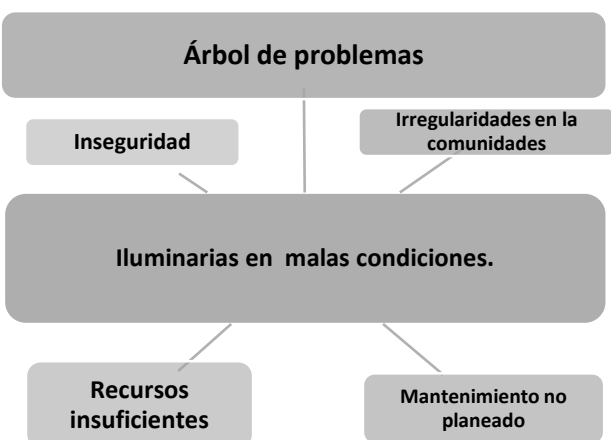 Árbol de problemas
Inseguridad
Irregularidades en la
comunidades
Iluminarias en malas condiciones.
Recursos
insuficientes
Mantenimiento no
planeado